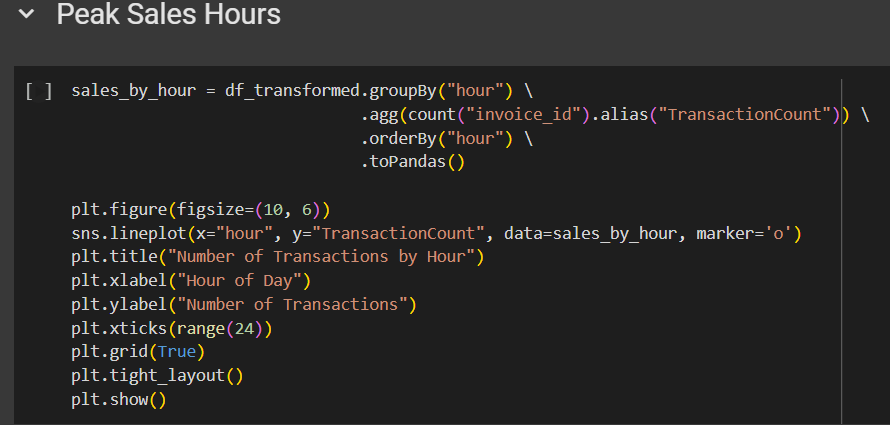 Peak Sales Hours
[ ] sales_by_hour = df_transformed.groupBy("hour") \
.agg(count("invoice_id").alias("TransactionCount")) \
.orderBy("hour") \
.toPandas()
plt.figure(figsize=(10, 6))
sns.lineplot(x="hour", y="TransactionCount", data=sales_by_hour, marker='o')
plt.title("Number of Transactions by Hour")
plt.xlabel("Hour of Day")
plt.ylabel("Number of Transactions")
plt.xticks(range(24))
plt.grid(True)
plt.tight_layout()
plt.show()